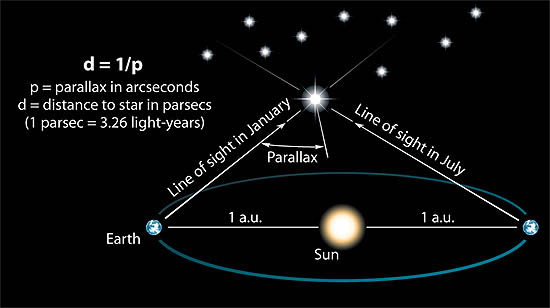 d = 1/p
p = parallax in arcseconds
d = distance to star in parsecs
(1 parsec = 3.26 light-years)
Line of sight in January
Parallax
Line of sight in July
1 a.u.
1 a.u.
Earth
Sun